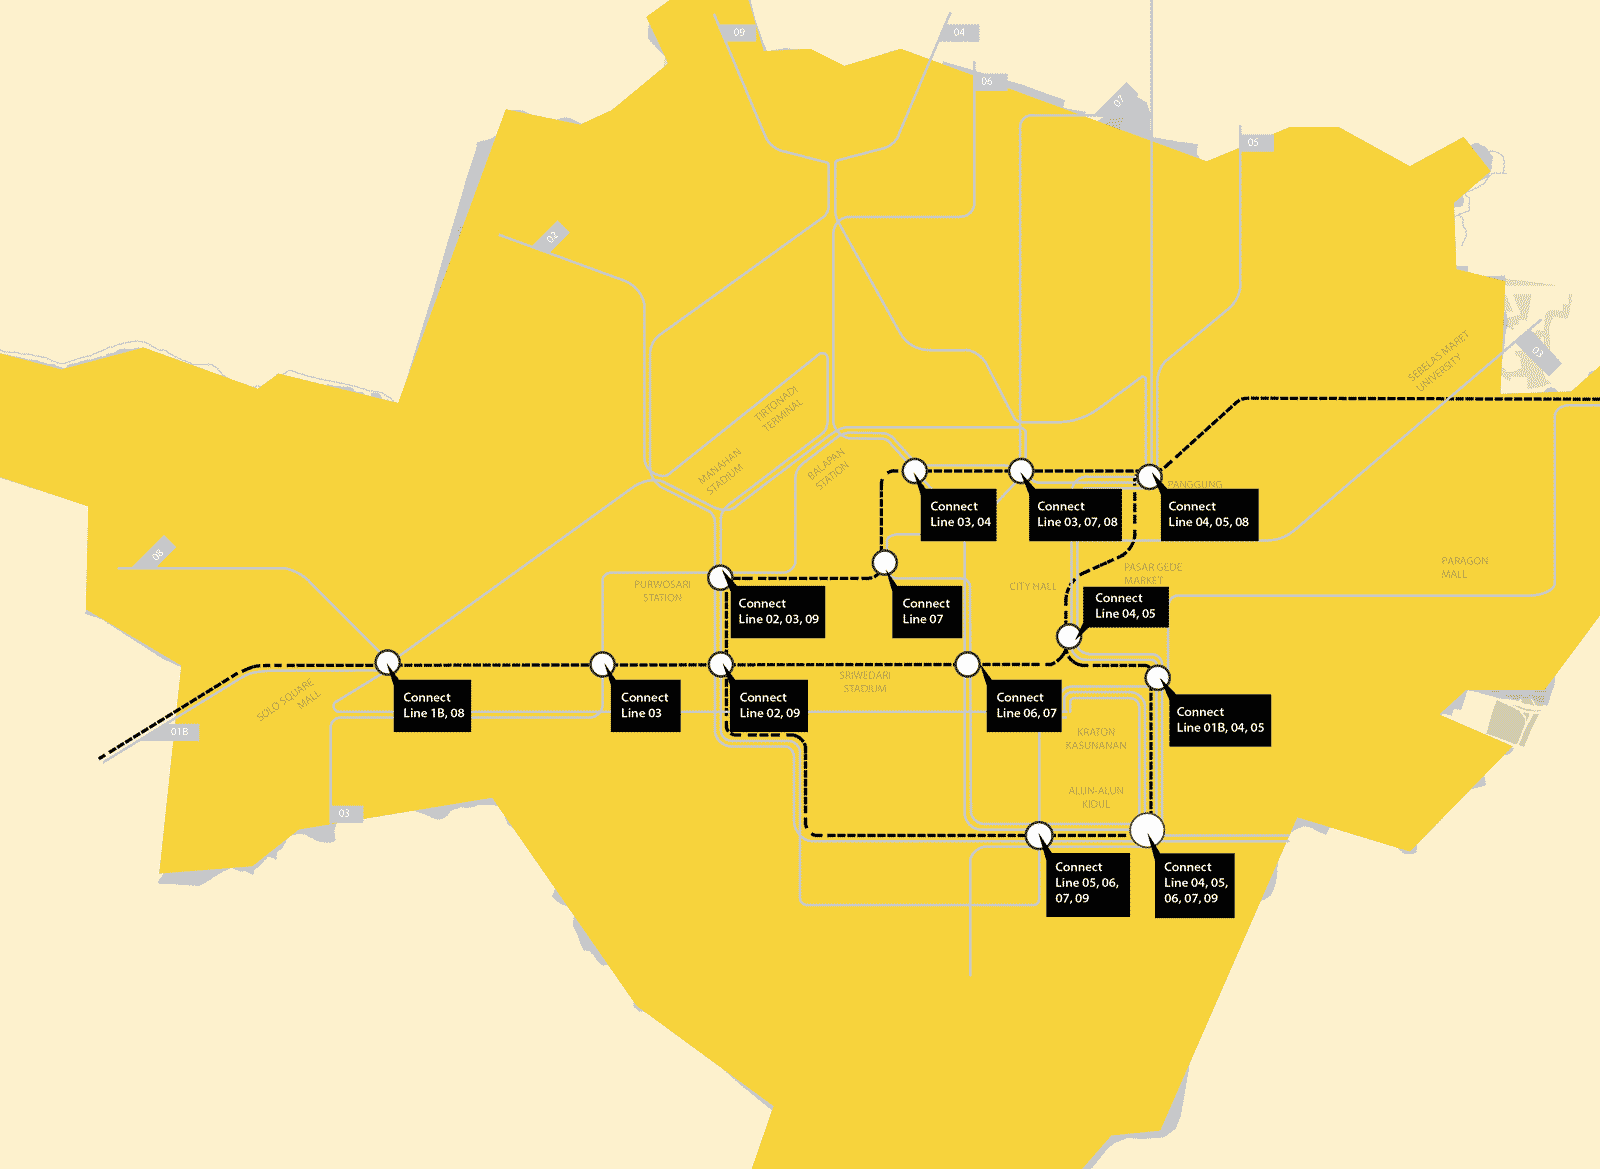 09
04
06
07
05
02
03
SEBELAS MARET
UNIVERSITY
TIRTONADI
TERMINAL
MANAHAN
STADIUM
BALAPAN
STATION
PANGGUNG
Connect
Line 03, 04
Connect
Line 03, 07, 08
Connect
Line 04, 05, 08
08
PURWOSARI
STATION
CITY HALL
PASAR GEDE
MARKET
PARAGON
MALL
Connect
Line 02, 03, 09
Connect
Line 07
Connect
Line 04, 05
SOLO SQUARE
MALL
SRIWEDARI
STADIUM
Connect
Line 1B, 08
Connect
Line 03
Connect
Line 02, 09
Connect
Line 06, 07
Connect
Line 01B, 04, 05
01B
KRATON
KASUNANAN
ALUN-ALUN
KIDUL
03
Connect
Line 05, 06,
07, 09
Connect
Line 04, 05,
06, 07, 09